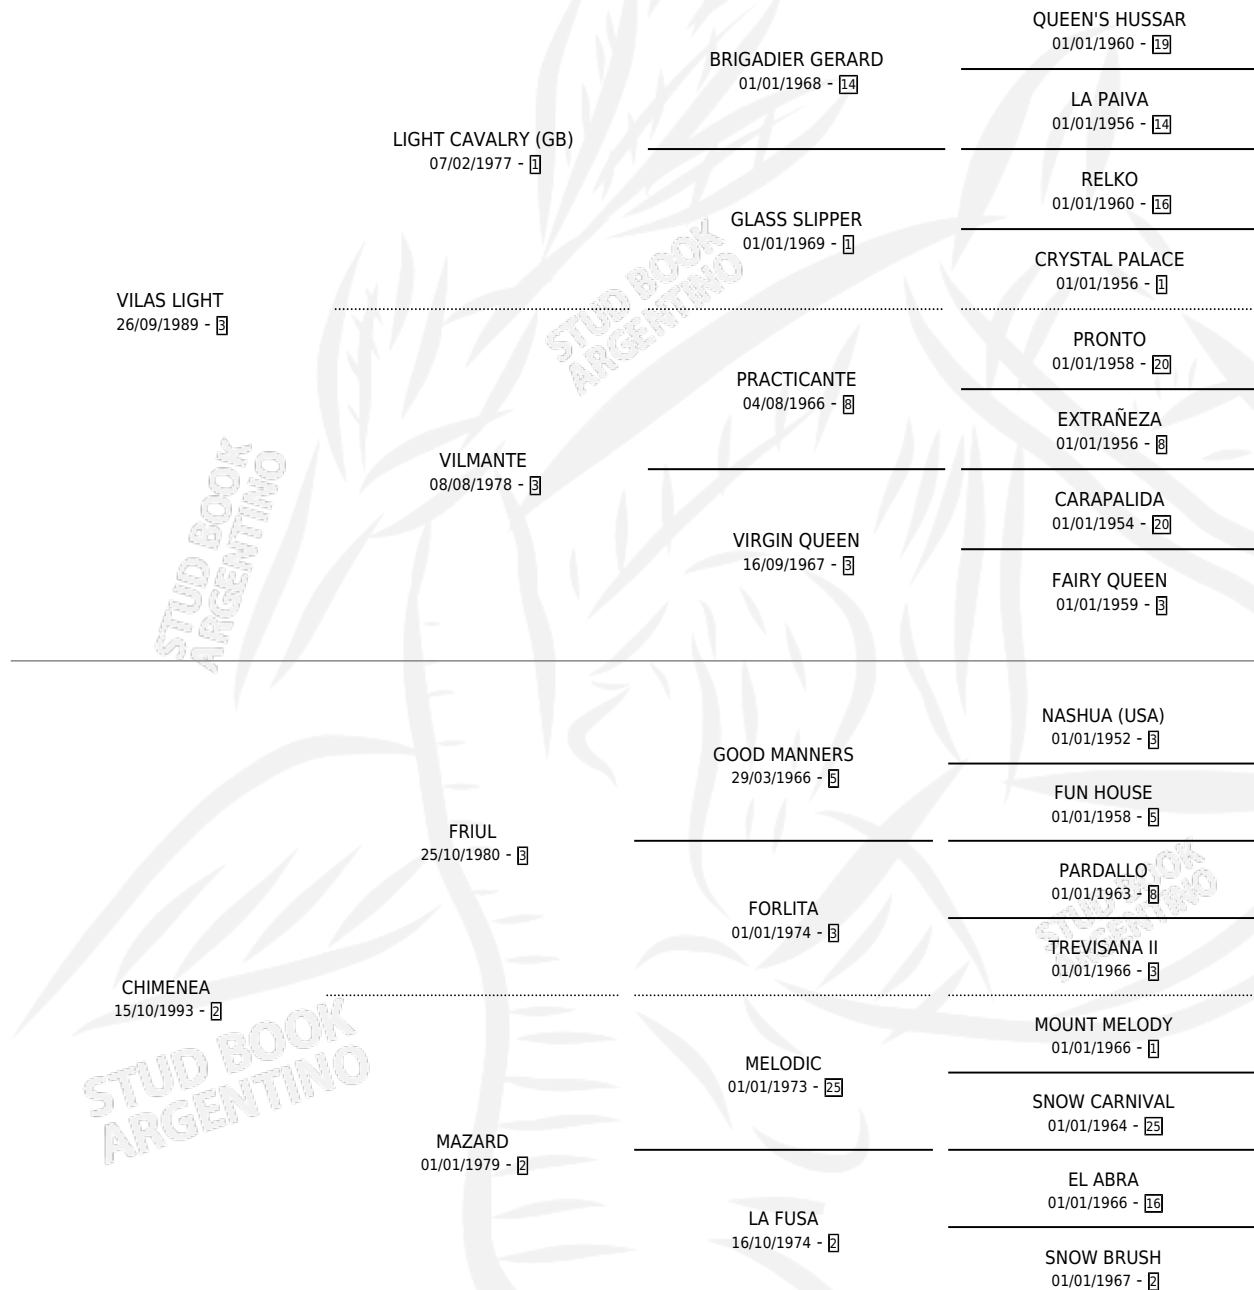 QUEEN'S HUSSAR
01/01/1960 - 19
BRIGADIER GERARD
01/01/1968 - 14
LA PAIVA
01/01/1956 - 14
LIGHT CAVALRY (GB)
07/02/1977 - 1
RELKO
01/01/1960 - 16
GLASS SLIPPER
01/01/1969 - 1
CRYSTAL PALACE
01/01/1956 - 1
VILAS LIGHT
26/09/1989 - 3
PRONTO
01/01/1958 - 20
PRACTICANTE
04/08/1966 - 8
EXTRAÑEZA
01/01/1956 - 8
VILMANTE
08/08/1978 - 3
CARAPALIDA
01/01/1954 - 20
VIRGIN QUEEN
16/09/1967 - 3
FAIRY QUEEN
01/01/1959 - 3
NASHUA (USA)
01/01/1952 - 3
GOOD MANNERS
29/03/1966 - 5
FUN HOUSE
01/01/1958 - 5
FRIUL
25/10/1980 - 3
PARDALLO
01/01/1963 - 8
FORLITA
01/01/1974 - 3
TREVISANA II
01/01/1966 - 3
CHIMENEA
15/10/1993 - 2
MOUNT MELODY
01/01/1966 - 1
MELODIC
01/01/1973 - 25
SNOW CARNIVAL
01/01/1964 - 25
MAZARD
01/01/1979 - 2
EL ABRA
01/01/1966 - 16
LA FUSA
16/10/1974 - 2
SNOW BRUSH
01/01/1967 - 2
STUD BOOK
ARGENTINO
STUD BOOK
ARGENTINO
STUD BOOK
ARGENTINO
STUD BOOK
ARGENTINO